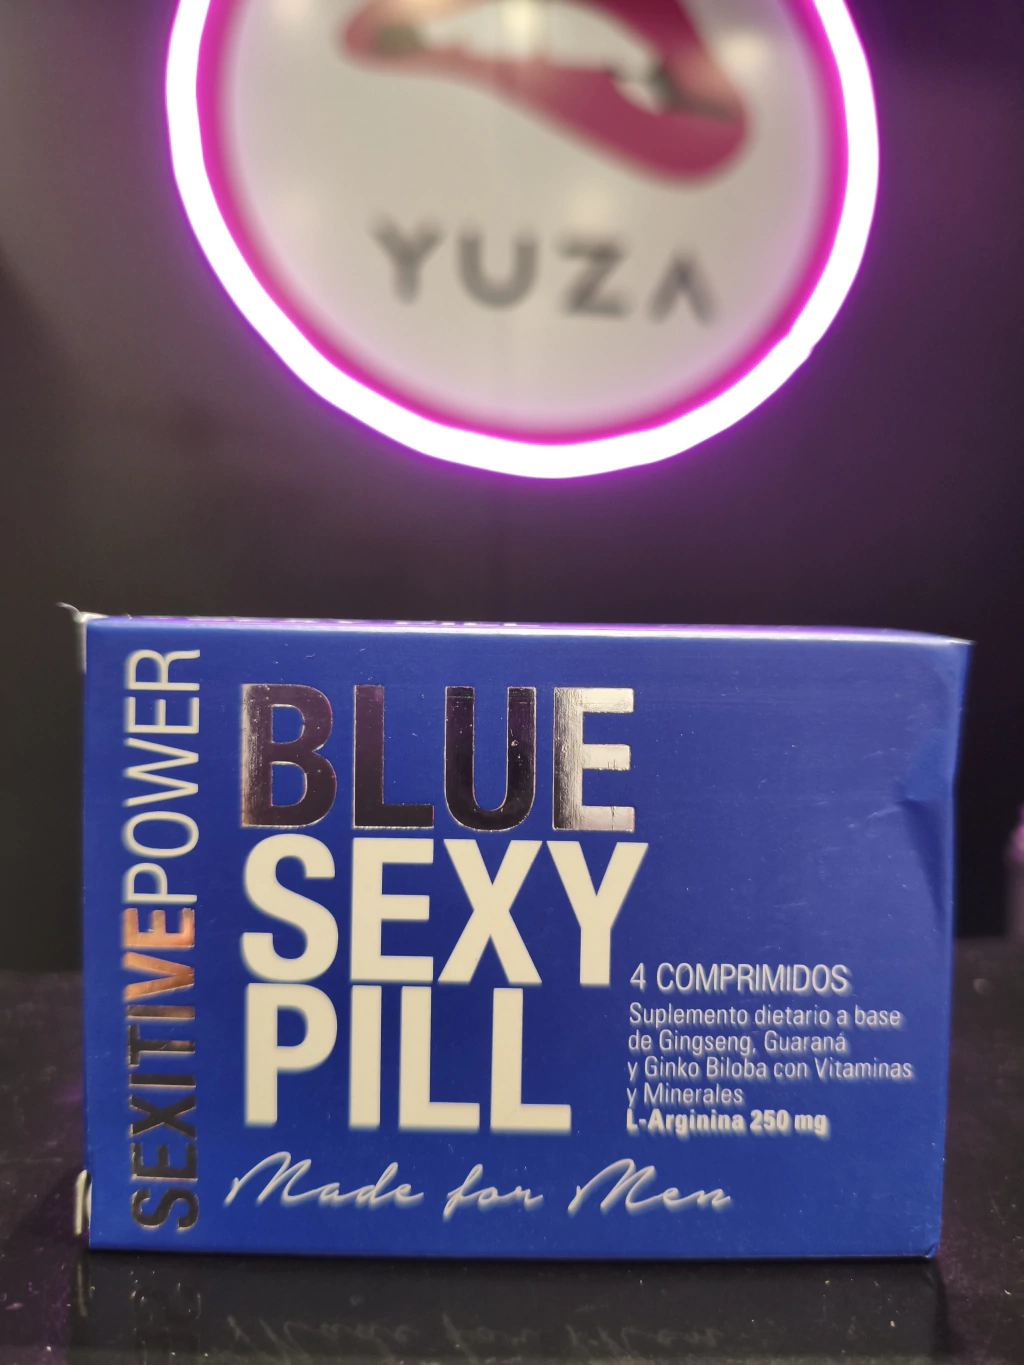 YUZA
SEXITIVEPOWER
BLUE
SEXY
PILL
4 COMPRIMIDOS
Suplemento dietario a base
de Gingseng, Guaraná
y Ginko Biloba con Vitaminas
y Minerales
L-Arginina 250 mg
Made for Men